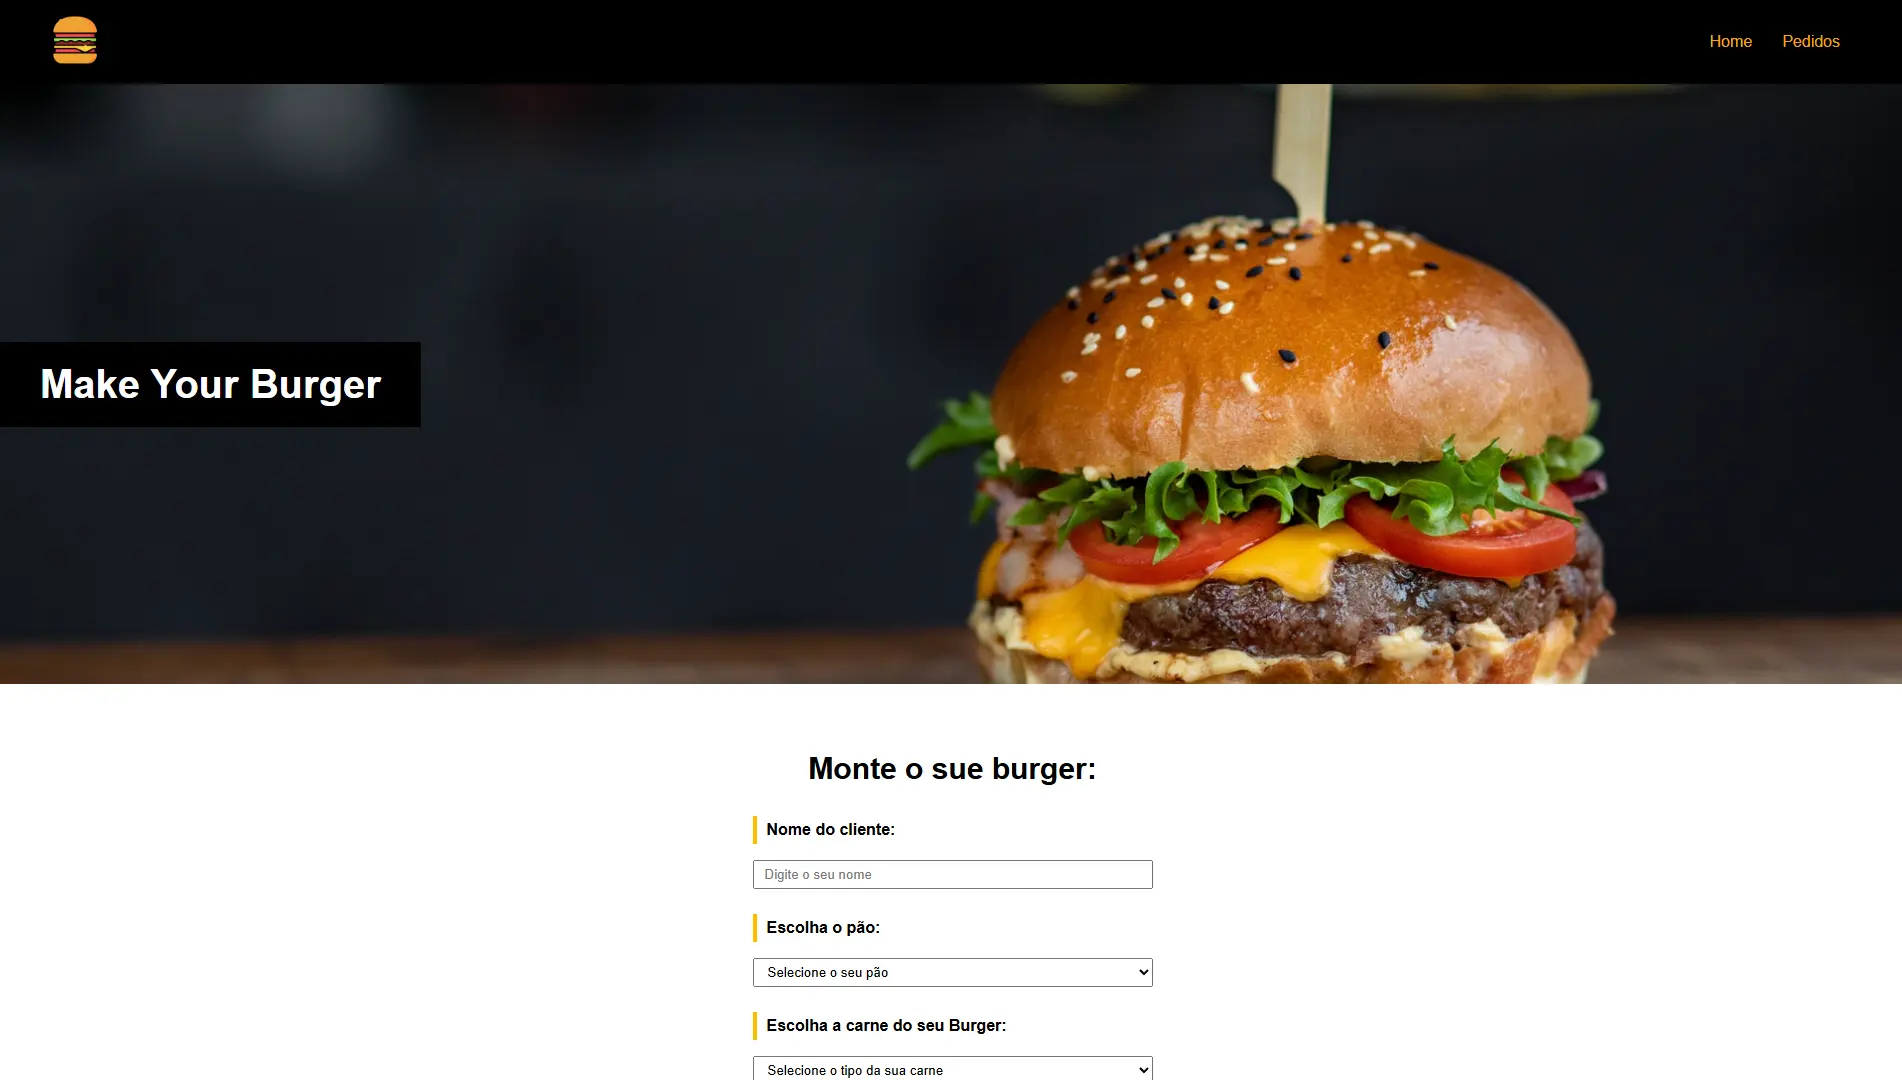 Home
Pedidos
Make Your Burger
Monte o sue burger:
Nome do cliente:
Digite o seu nome
Escolha o pão:
Selecione o seu pão
Escolha a carne do seu Burger:
Selecione o tipo da sua carne